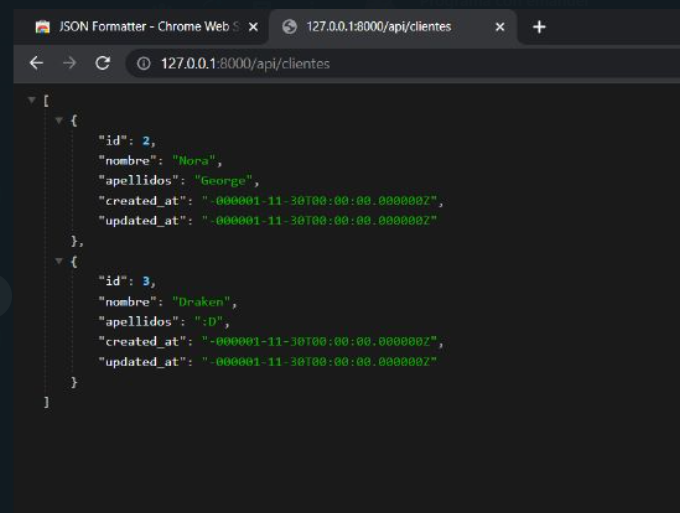 JSON Formatter - Chrome Web S
127.0.0.1:8000/api/clientes
127.0.0.1:8000/api/clientes
[
{
"id": 2,
"nombre": "Nora",
"apellidos": "George",
"created_at": "-000001-11-30T00:00:00.000000Z",
"updated_at": "-000001-11-30T00:00:00.000000Z"
},
{
"id": 3,
"nombre": "Draken",
"apellidos": ":D",
"created_at": "-000001-11-30T00:00:00.000000Z",
"updated_at": "-000001-11-30T00:00:00.000000Z"
}
]